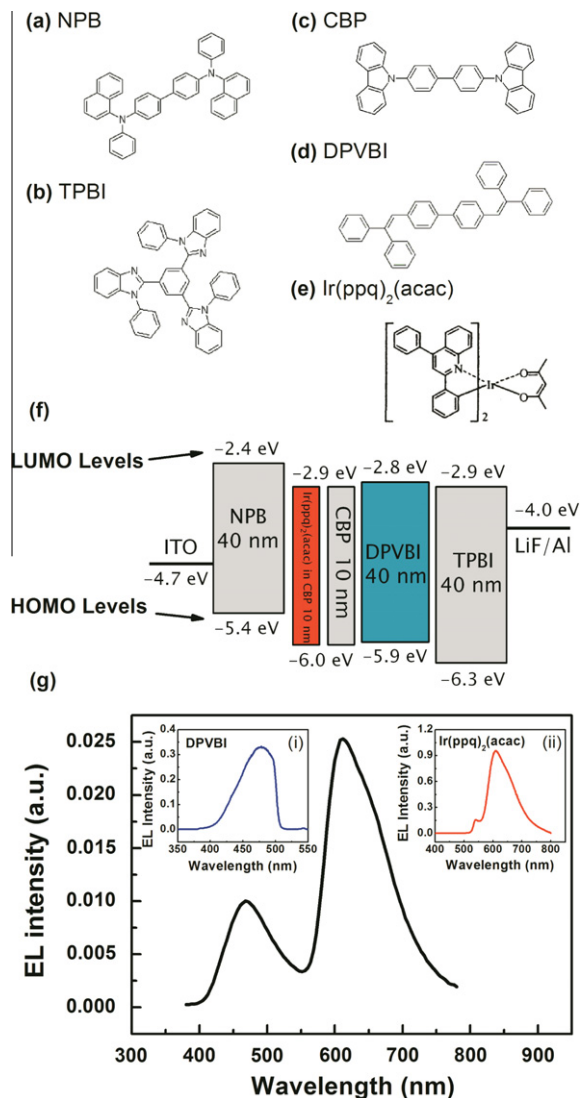 (a) NPB
(b) TPBI
(c) CBP
(d) DPVBI
(e) Ir(ppq)2(acac)
N
N
N
N
N
N
N
N
N
N
N
Ir
O
O
2
(f)
LUMO Levels
HOMO Levels
ITO
−4.7 eV
−2.4 eV
NPB
40 nm
−5.4 eV
−2.9 eV
Ir(ppq)2(acac) in CBP 10 nm
CBP 10 nm
−6.0 eV
−2.8 eV
DPVBI
40 nm
−5.9 eV
−2.9 eV
TPBI
40 nm
−6.3 eV
−4.0 eV
LiF/Al
(g)
EL intensity (a.u.)
0.025
0.020
0.015
0.010
0.005
0.000
300 400 500 600 700 800 900
Wavelength (nm)
DPVBI
(i)
EL Intensity (a.u.)
0.4
0.3
0.2
0.1
0.0
350 400 450 500 550
Wavelength (nm)
Ir(ppq)2(acac)
(ii)
EL Intensity (a.u.)
1.2
0.9
0.6
0.3
0.0
400 500 600 700 800
Wavelength (nm)